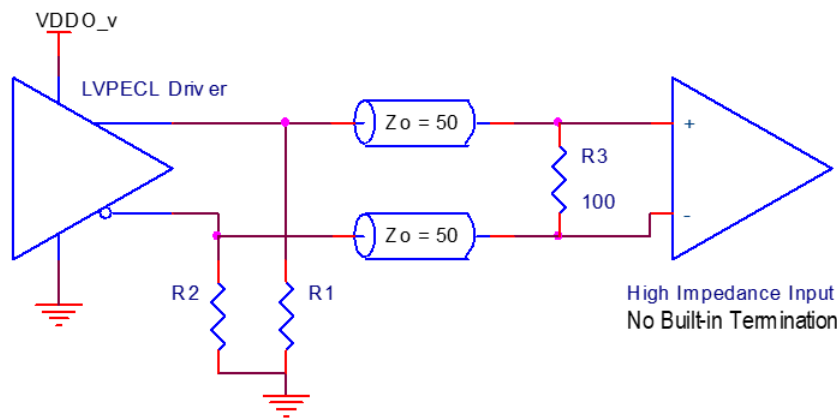 VDDO_v
LVPECL Driver
Zo = 50
+
R3
100
Zo = 50
-
R2
R1
High Impedance Input
No Built-in Termination